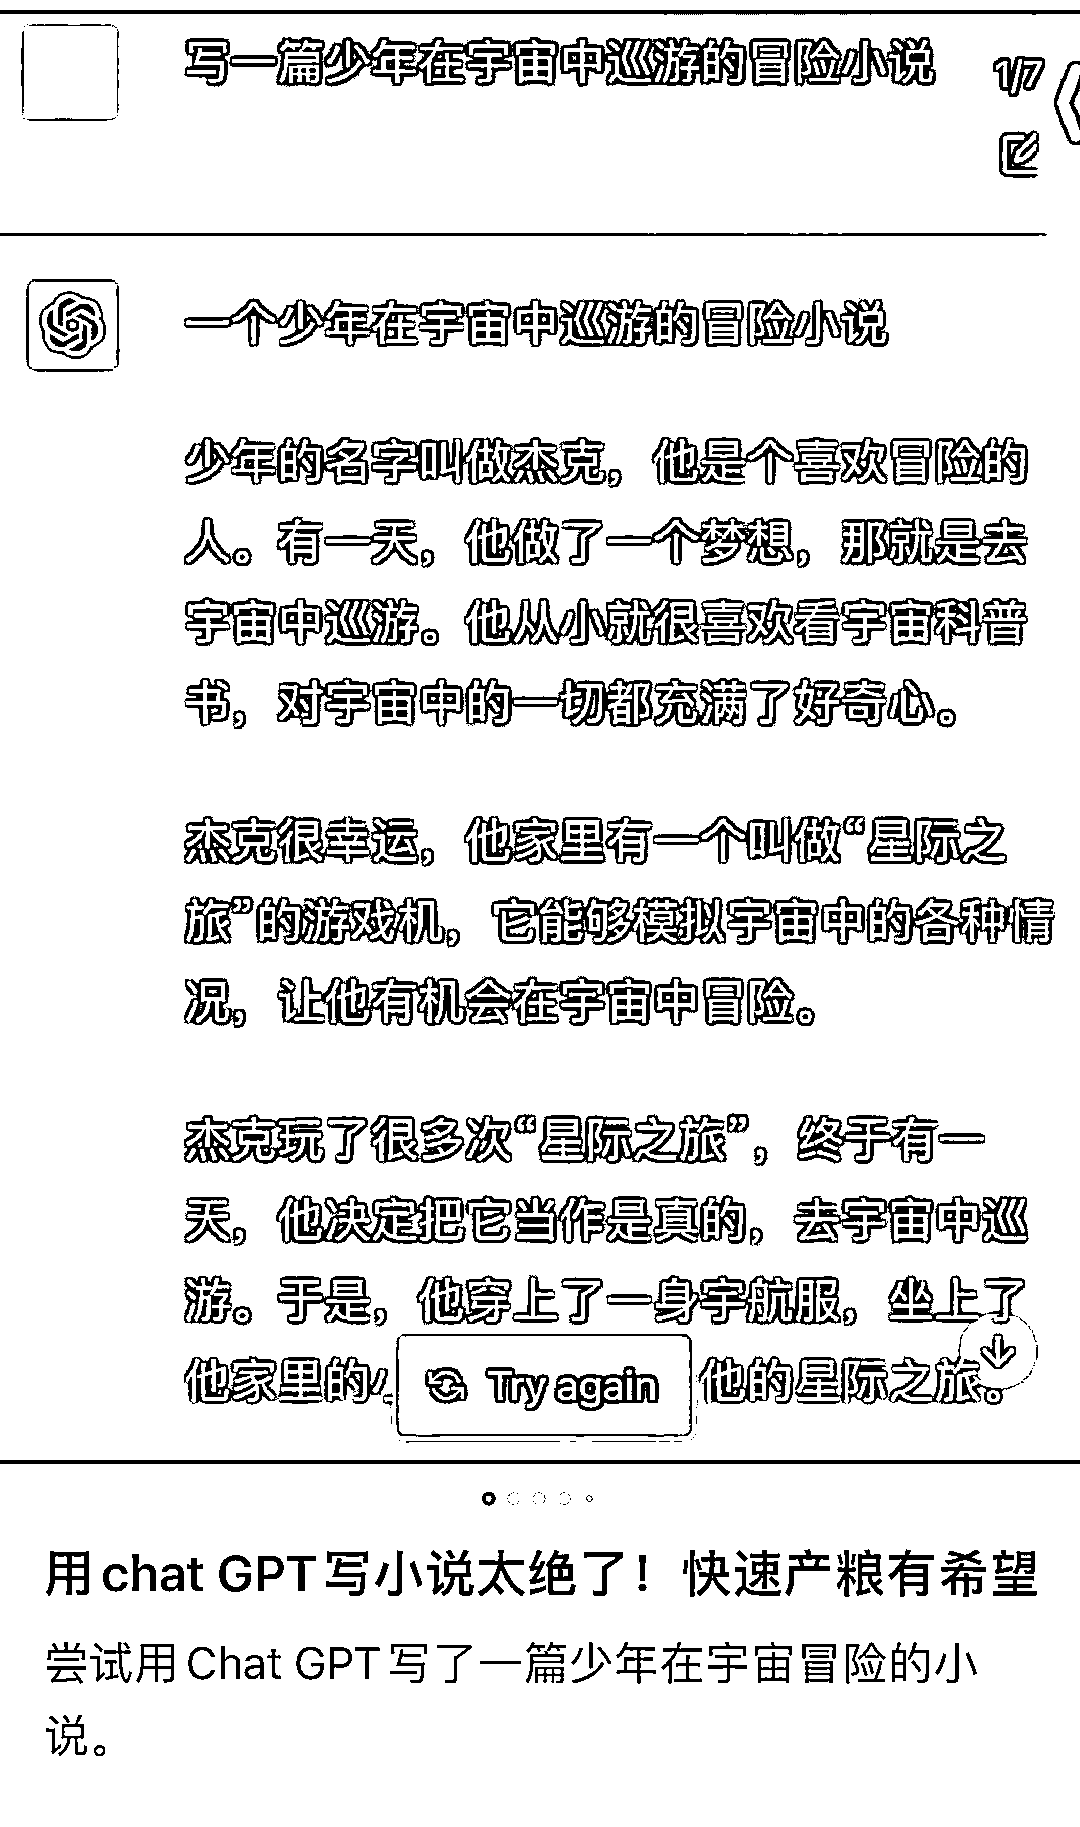 写一篇少年在宇宙中巡游的冒险小说
1/7
一个少年在宇宙中巡游的冒险小说
少年的名字叫做杰克，他是个喜欢冒险的
人。有一天，他做了一个梦想，那就是去
宇宙中巡游。他从小就很喜欢看宇宙科普
书，对宇宙中的一切都充满了好奇心。
杰克很幸运，他家里有一个叫做“星际之
旅”的游戏机，它能够模拟宇宙中的各种情
况，让他有机会在宇宙中冒险。
杰克玩了很多次“星际之旅”，终于有一
天，他决定把它当作是真的，去宇宙中巡
游。于是，他穿上了一身宇航服，坐上了
他家里的 Try again 他的星际之旅。
用chat GPT写小说太绝了！快速产粮有希望
尝试用Chat GPT写了一篇少年在宇宙冒险的小
说。